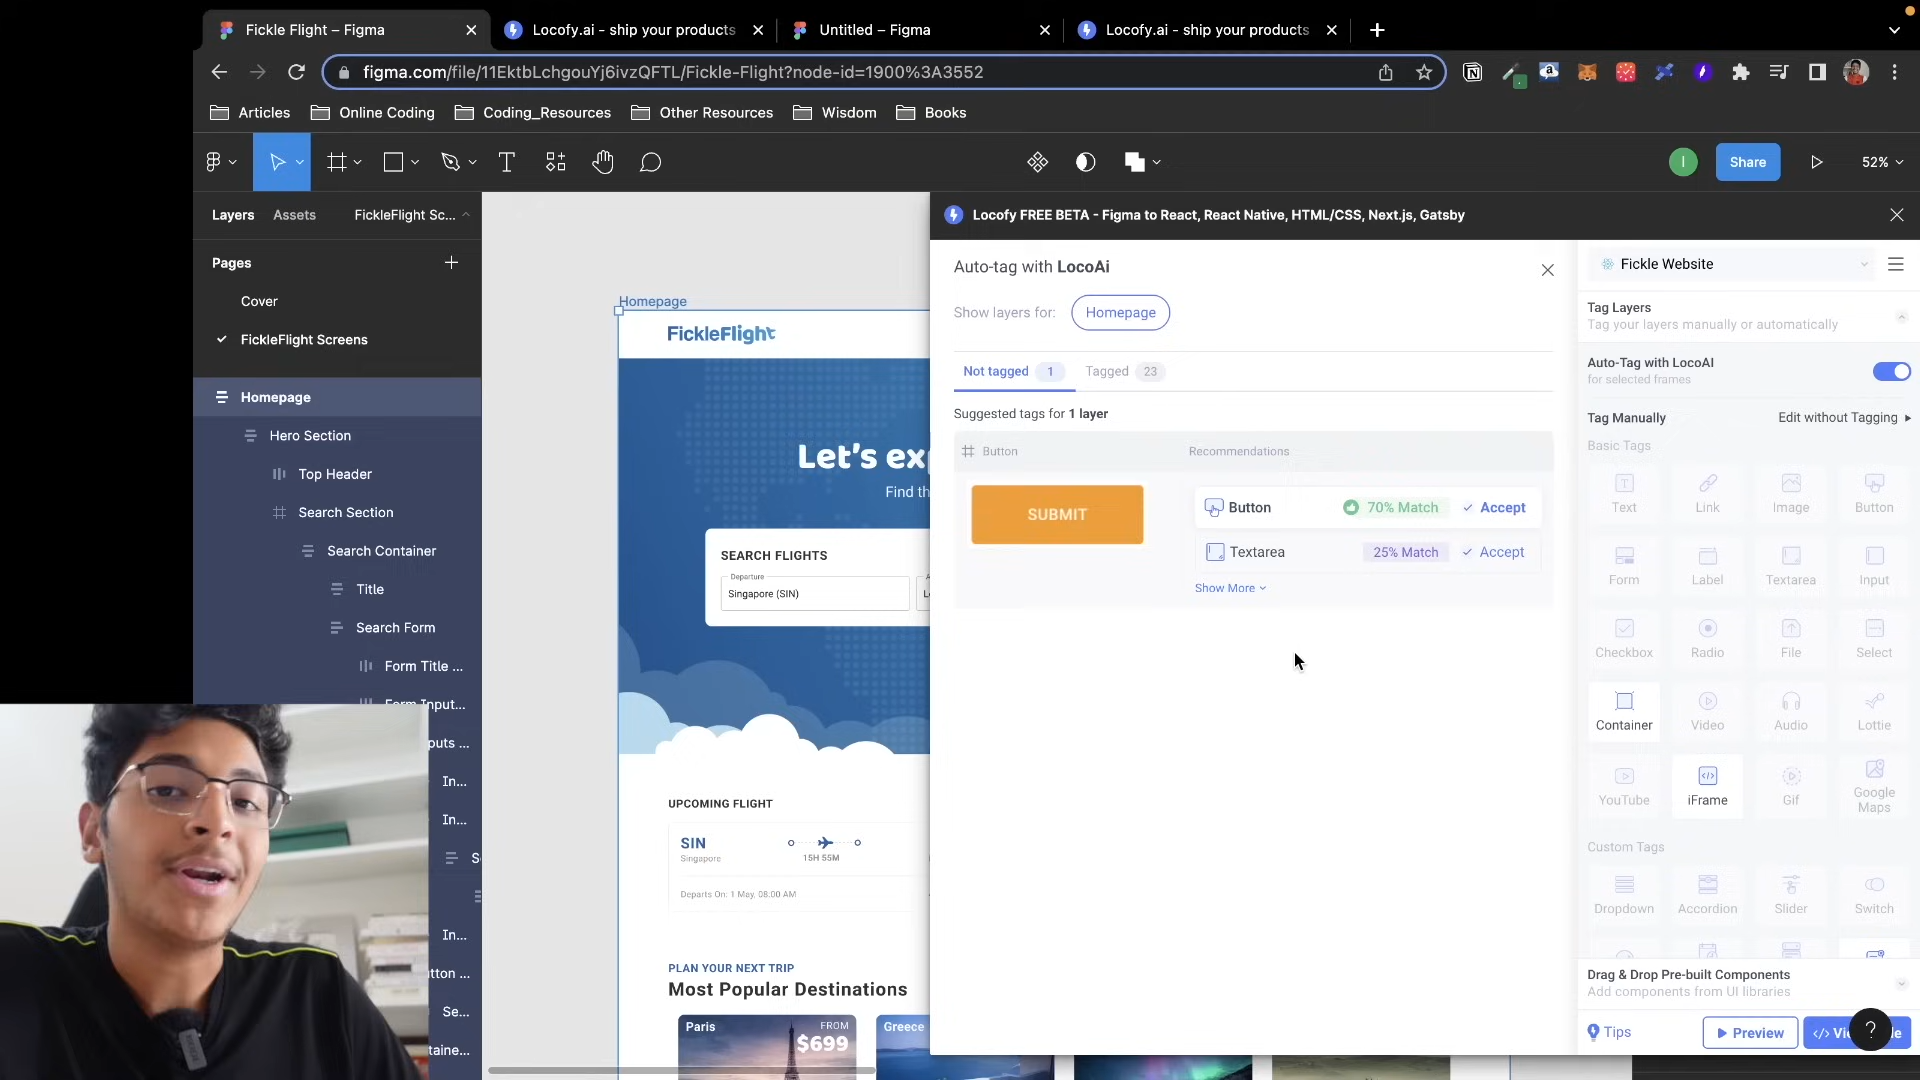 Fickle Flight – Figma
Locofy.ai - ship your products
Untitled – Figma
Locofy.ai - ship your products
figma.com/file/11EktbLchgouYj6ivzQFTL/Fickle-Flight?node-id=1900%3A3552
Articles
Online Coding
Coding_Resources
Other Resources
Wisdom
Books
I
Share
52%
Layers
Assets
FickleFlight Sc...
Pages
Cover
FickleFlight Screens
Homepage
Hero Section
Top Header
Search Section
Search Container
Title
Search Form
Form Title ...
Form Input...
puts ...
In...
In...
In...
tton ...
Se...
taine...
Homepage
FickleFlight
Let's exp
Find th
SEARCH FLIGHTS
Departure
Singapore (SIN)
UPCOMING FLIGHT
SIN
Singapore
15H 55M
Departs On: 1 May, 08:00 AM
PLAN YOUR NEXT TRIP
Most Popular Destinations
Paris
FROM
$699
Greece
Locofy FREE BETA - Figma to React, React Native, HTML/CSS, Next.js, Gatsby
Auto-tag with LocoAi
Show layers for:
Homepage
Not tagged 1
Tagged 23
Suggested tags for 1 layer
Button
Recommendations
SUBMIT
Button
70% Match
Accept
Textarea
25% Match
Accept
Show More
Fickle Website
Tag Layers
Tag your layers manually or automatically
Auto-Tag with LocoAI
for selected frames
Tag Manually
Edit without Tagging
Basic Tags
Text
Link
Image
Button
Form
Label
Textarea
Input
Checkbox
Radio
File
Select
Container
Video
Audio
Lottie
YouTube
iFrame
Gif
Google
Maps
Custom Tags
Dropdown
Accordion
Slider
Switch
Drag & Drop Pre-built Components
Add components from UI libraries
Tips
Preview
?